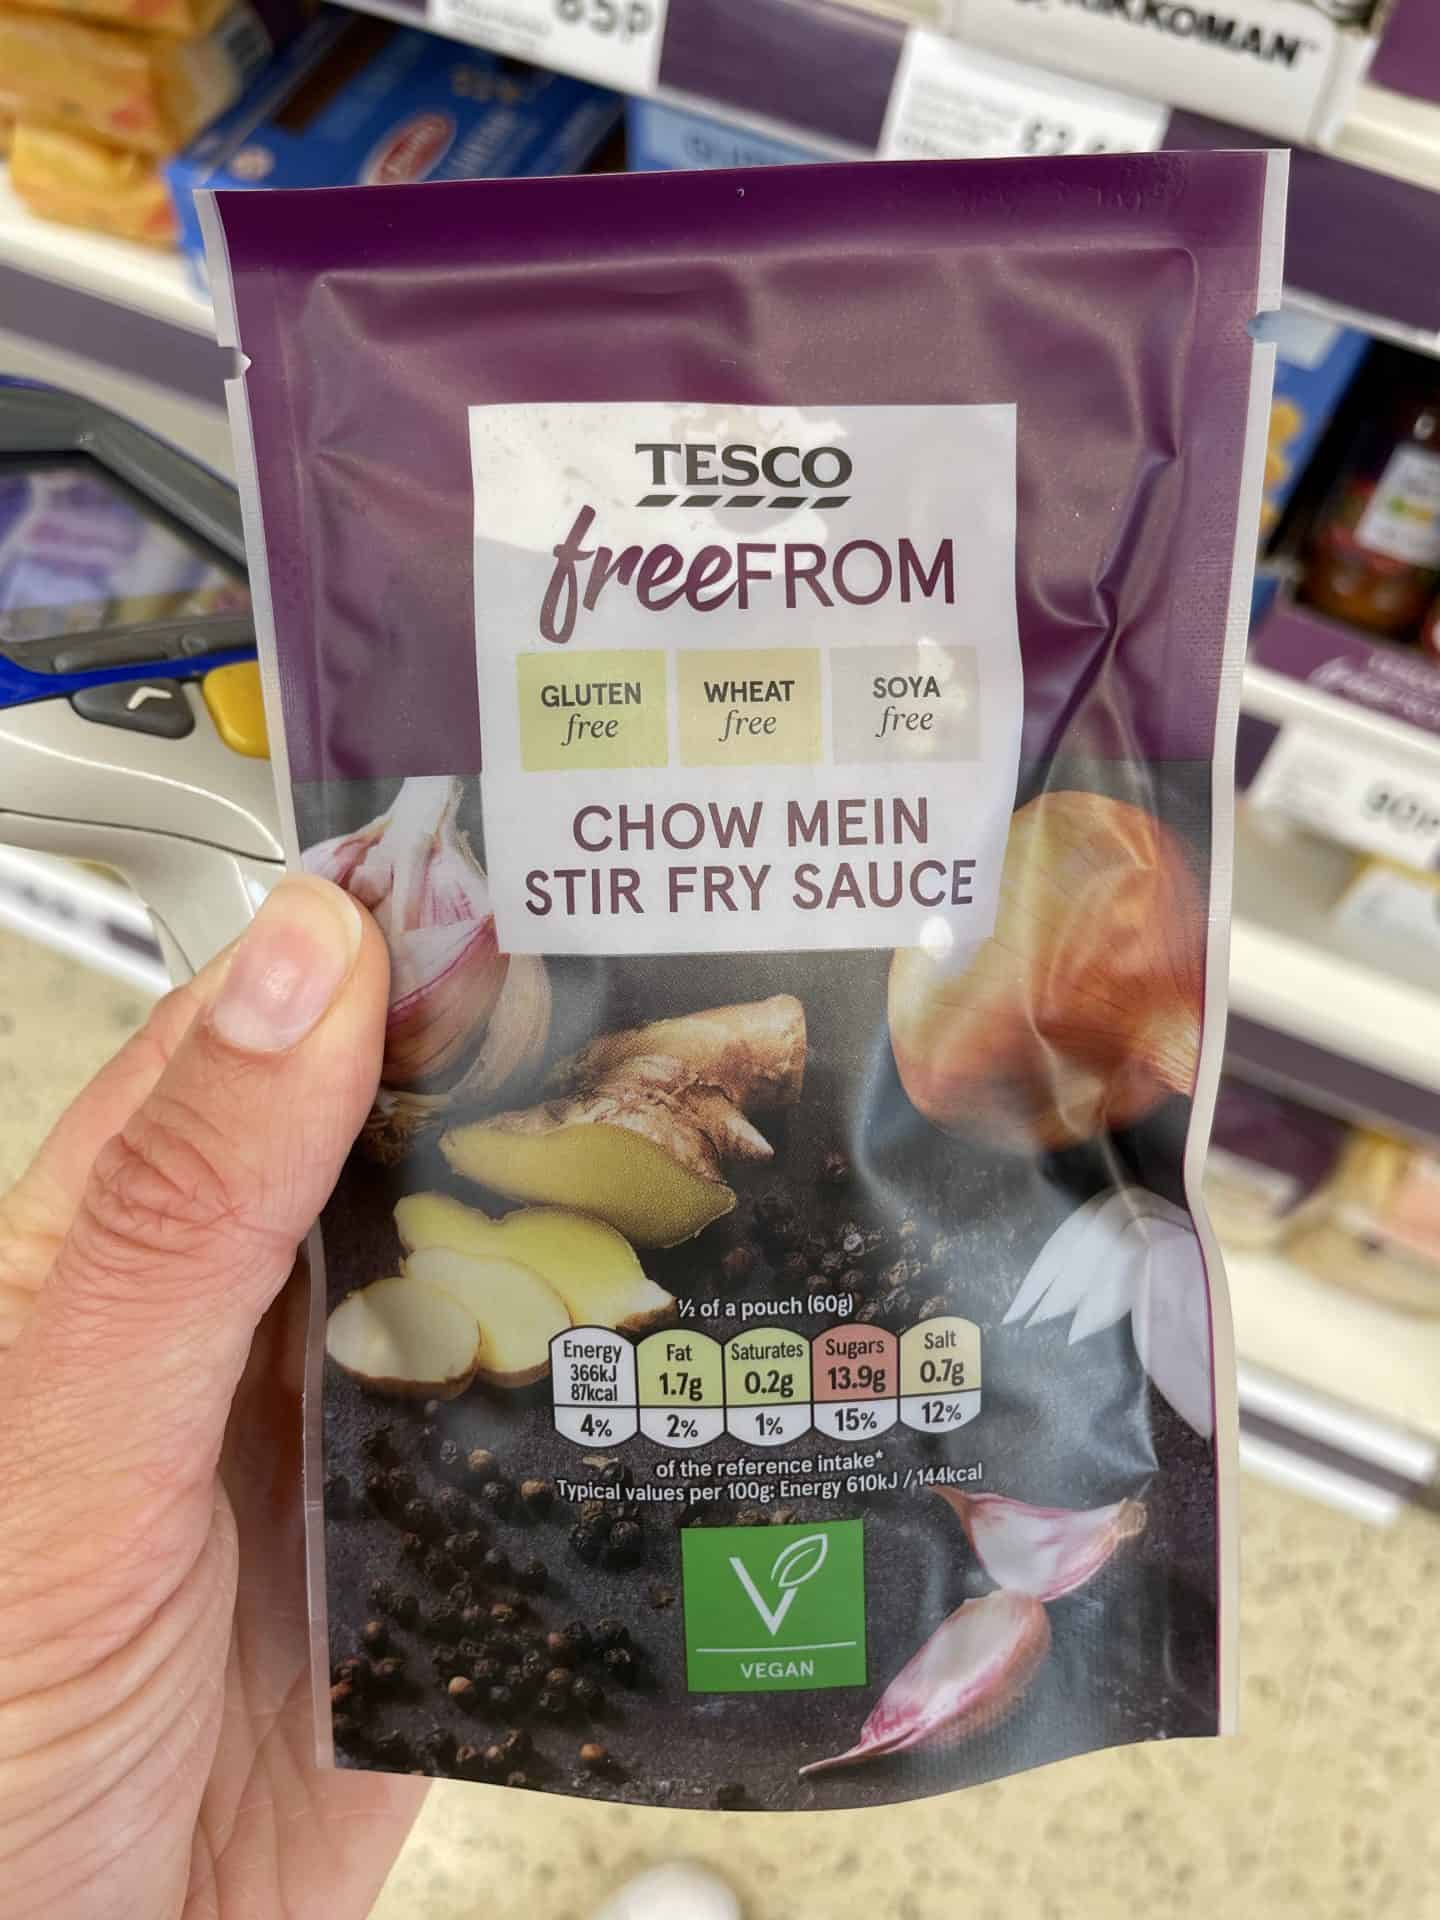 85p
KIKKOMAN
TESCO
freeFROM
GLUTEN free
WHEAT free
SOYA free
CHOW MEIN
STIR FRY SAUCE
½ of a pouch (60g)
Energy 366kJ 87kcal 4%
Fat 1.7g 2%
Saturates 0.2g 1%
Sugars 13.9g 15%
Salt 0.7g 12%
of the reference intake*
Typical values per 100g: Energy 610kJ / 144kcal
V
VEGAN